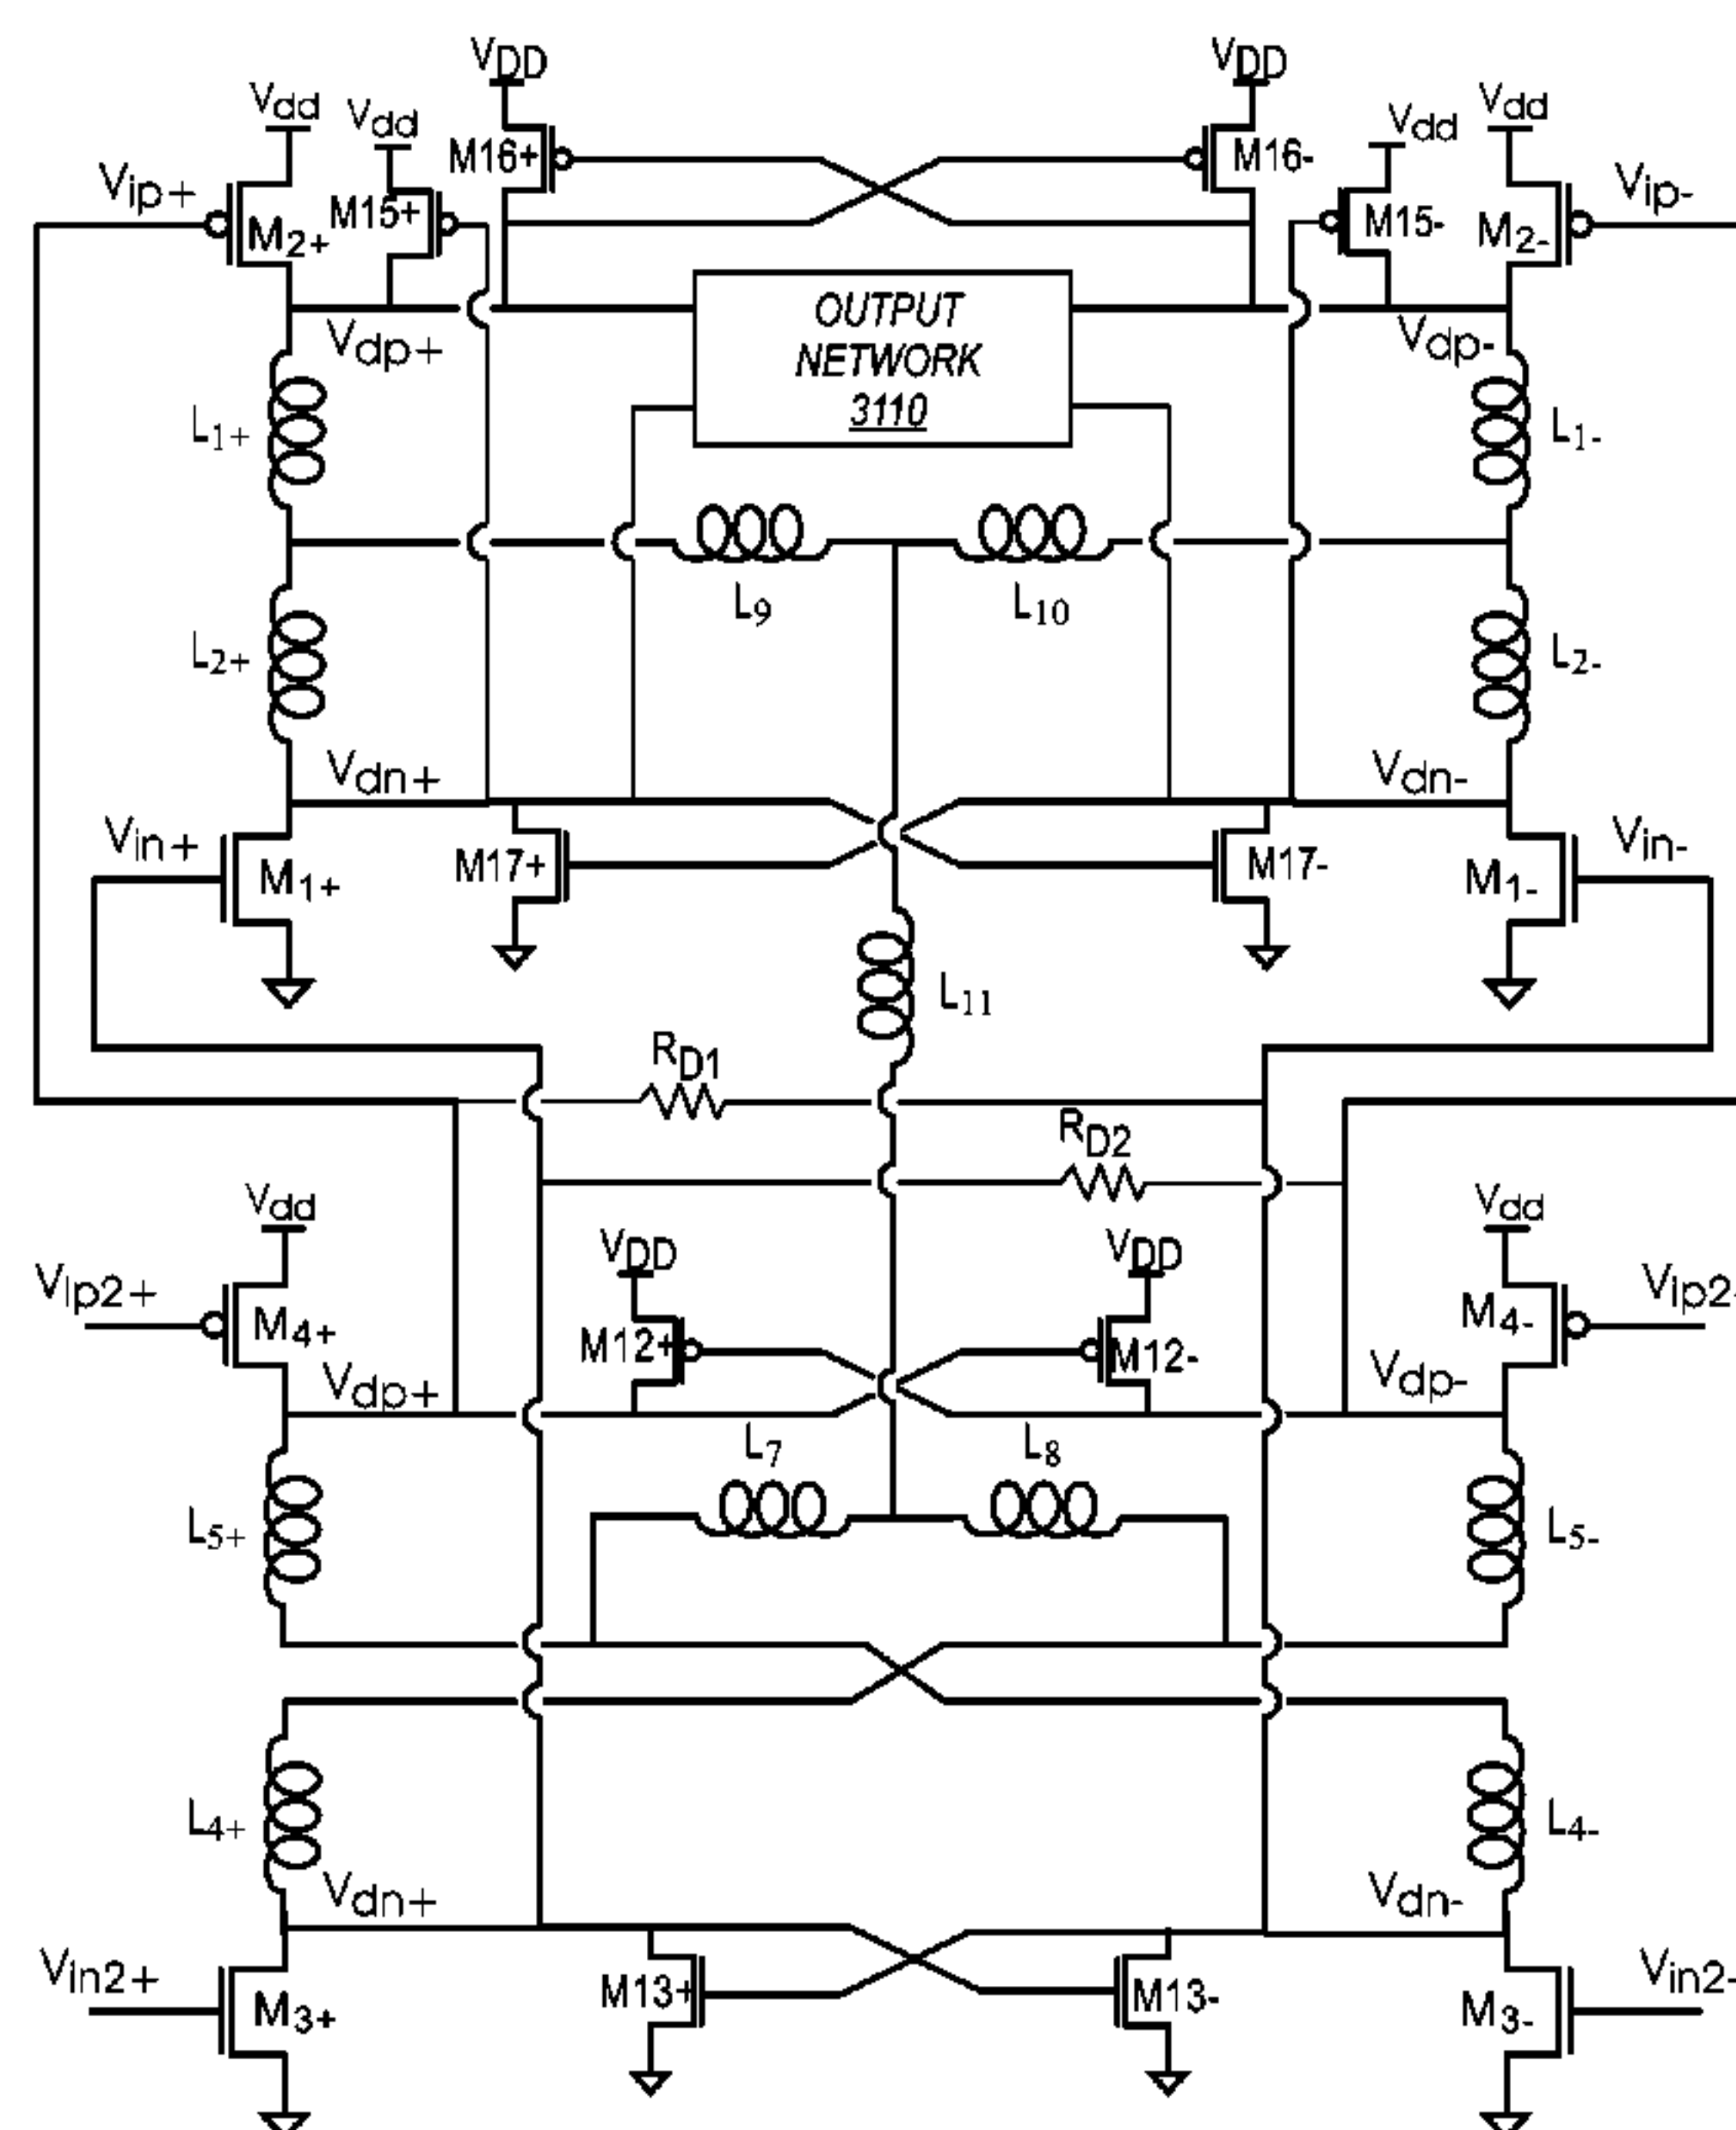 VDD VDD
Vdd Vdd Vdd Vdd
M16+ M16-
Vip+ M2+ M15+ M15- M2- Vip-
OUTPUT
NETWORK
3110
Vdp+ Vdp-
L1+ L1-
L9 L10
L2+ L2-
Vdn+ Vdn-
Vin+ M1+ M17+ M17- M1- Vin-
L11
RD1
RD2
Vdd VDD VDD Vdd
Vip2+ M4+ M12+ M12- M4- Vip2-
Vdp+ Vdp-
L7 L8
L5+ L5-
L4+ L4-
Vdn+ Vdn-
Vin2+ M3+ M13+ M13- M3- Vin2-